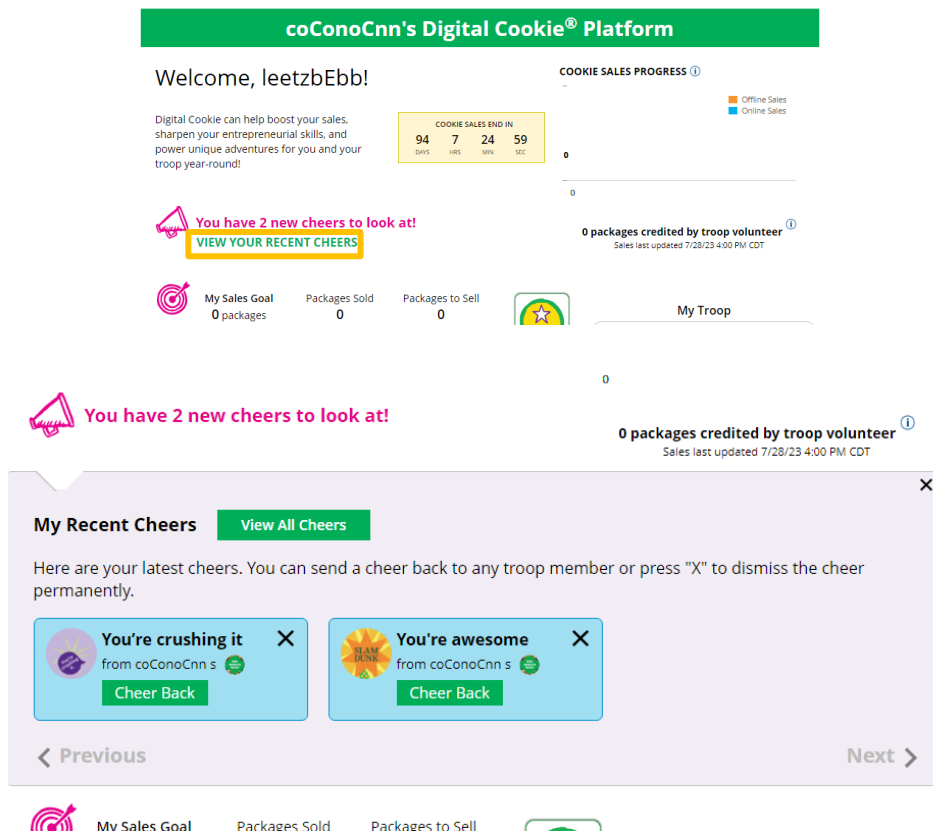 coConoCnn's Digital Cookie® Platform
Welcome, leetzbEbb!
Digital Cookie can help boost your sales,
sharpen your entrepreneurial skills, and
power unique adventures for you and your
troop year-round!
COOKIE SALES END IN
94 7 24 59
DAYS HRS MIN SEC
COOKIE SALES PROGRESS
Offline Sales
Online Sales
0
0
You have 2 new cheers to look at!
VIEW YOUR RECENT CHEERS
0 packages credited by troop volunteer
Sales last updated 7/28/23 4:00 PM CDT
My Sales Goal Packages Sold Packages to Sell
0 packages 0 0
My Troop
0
You have 2 new cheers to look at!
0 packages credited by troop volunteer
Sales last updated 7/28/23 4:00 PM CDT
My Recent Cheers View All Cheers
Here are your latest cheers. You can send a cheer back to any troop member or press "X" to dismiss the cheer
permanently.
You’re crushing it
from coConoCnn s
Cheer Back
SLAM
DUNK
You're awesome
from coConoCnn s
Cheer Back
Previous Next
My Sales Goal Packages Sold Packages to Sell